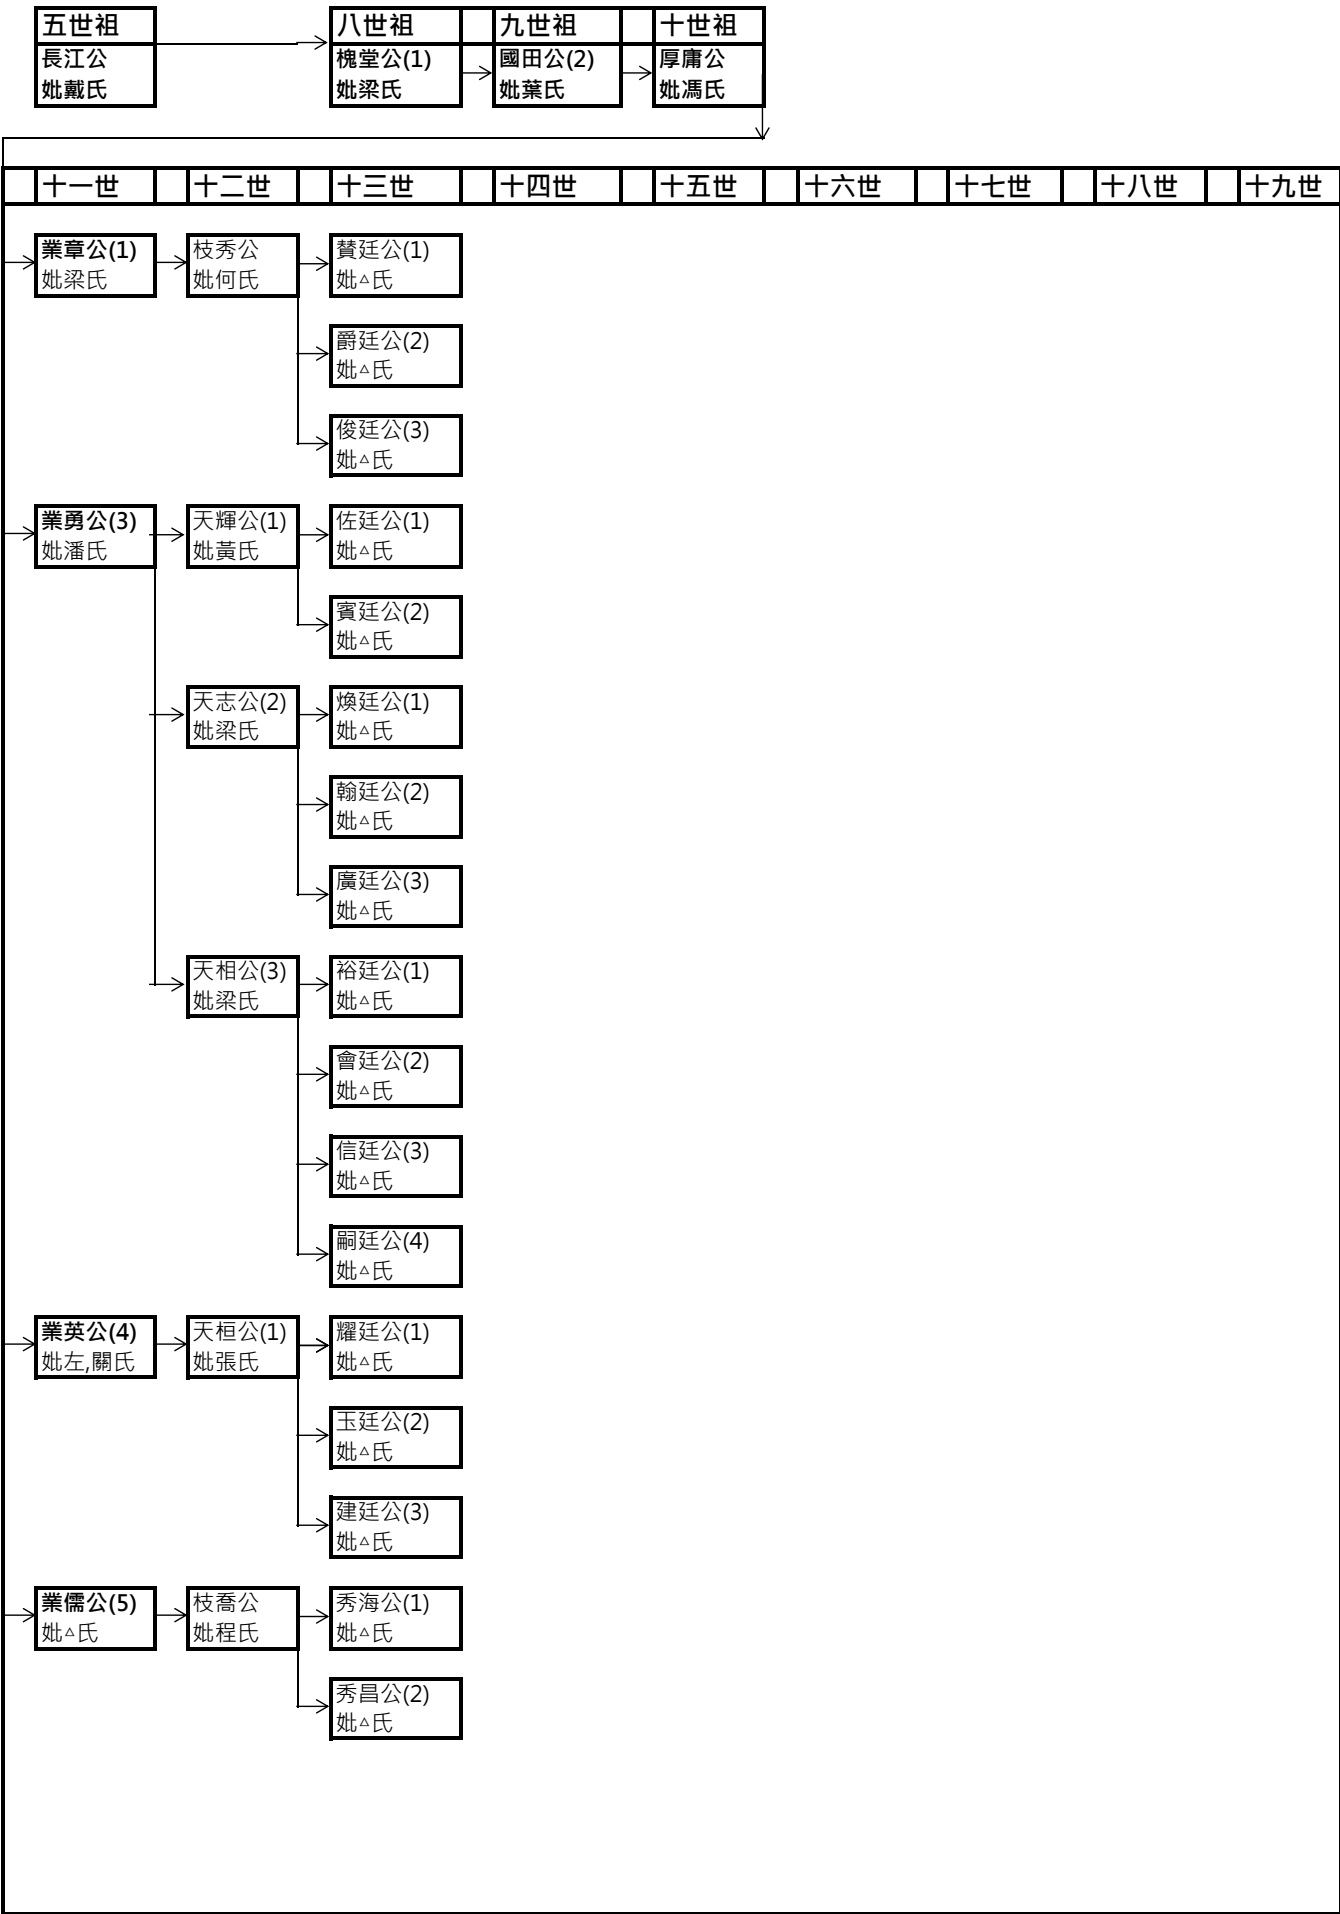 五世祖 八世祖 九世祖 十世祖
長江公 槐堂公(1) 國田公(2) 厚庸公
妣戴氏 妣梁氏 妣葉氏 妣馮氏
十一世 十二世 十三世 十四世 十五世 十六世 十七世 十八世 十九世
業章公(1) 枝秀公 贊廷公(1)
妣梁氏 妣何氏 妣△氏
爵廷公(2)
妣△氏
俊廷公(3)
妣△氏
業勇公(3) 天輝公(1) 佐廷公(1)
妣潘氏 妣黃氏 妣△氏
賓廷公(2)
妣△氏
天志公(2) 煥廷公(1)
妣梁氏 妣△氏
翰廷公(2)
妣△氏
廣廷公(3)
妣△氏
天相公(3) 裕廷公(1)
妣梁氏 妣△氏
會廷公(2)
妣△氏
信廷公(3)
妣△氏
嗣廷公(4)
妣△氏
業英公(4) 天桓公(1) 耀廷公(1)
妣左,關氏 妣張氏 妣△氏
玉廷公(2)
妣△氏
建廷公(3)
妣△氏
業儒公(5) 枝喬公 秀海公(1)
妣△氏 妣程氏 妣△氏
秀昌公(2)
妣△氏